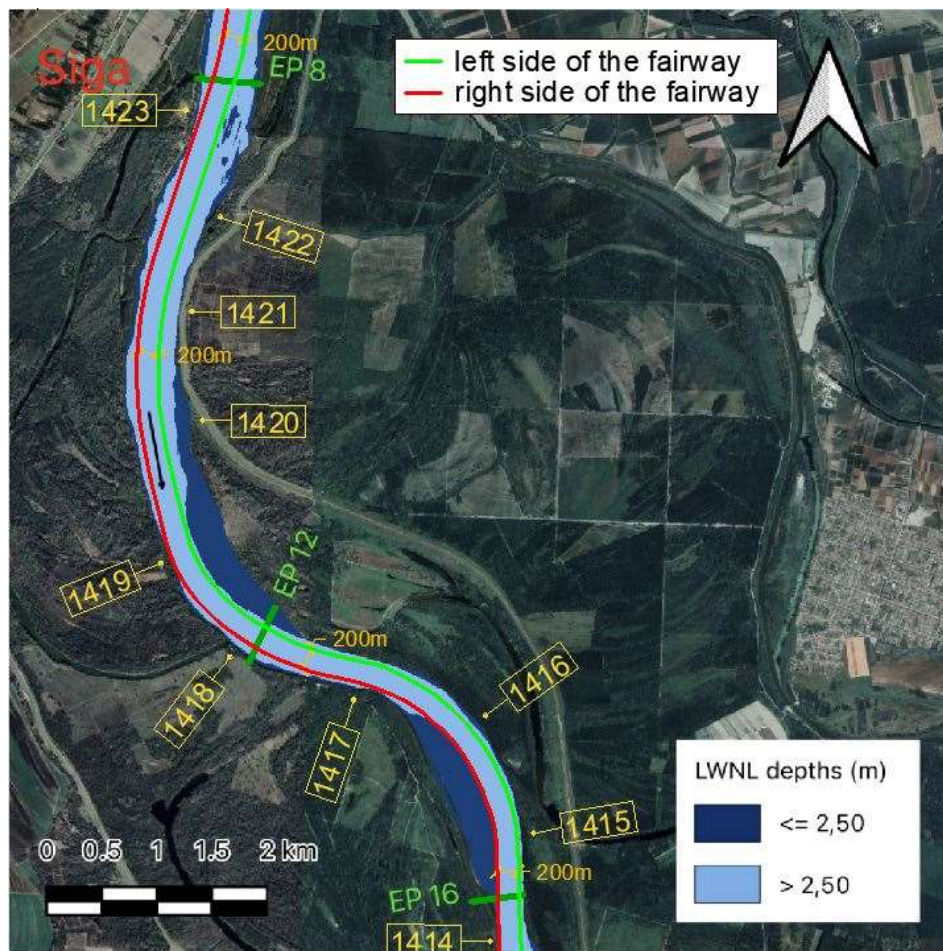 200m
Siga
EP 8
left side of the fairway
right side of the fairway
1423
1422
1421
200m
1420
EP 12
1419
200m
1418
1416
1417
LWNL depths (m)
<= 2,50
> 2,50
1415
0 0.5 1 1.5 2 km
200m
EP 16
1414